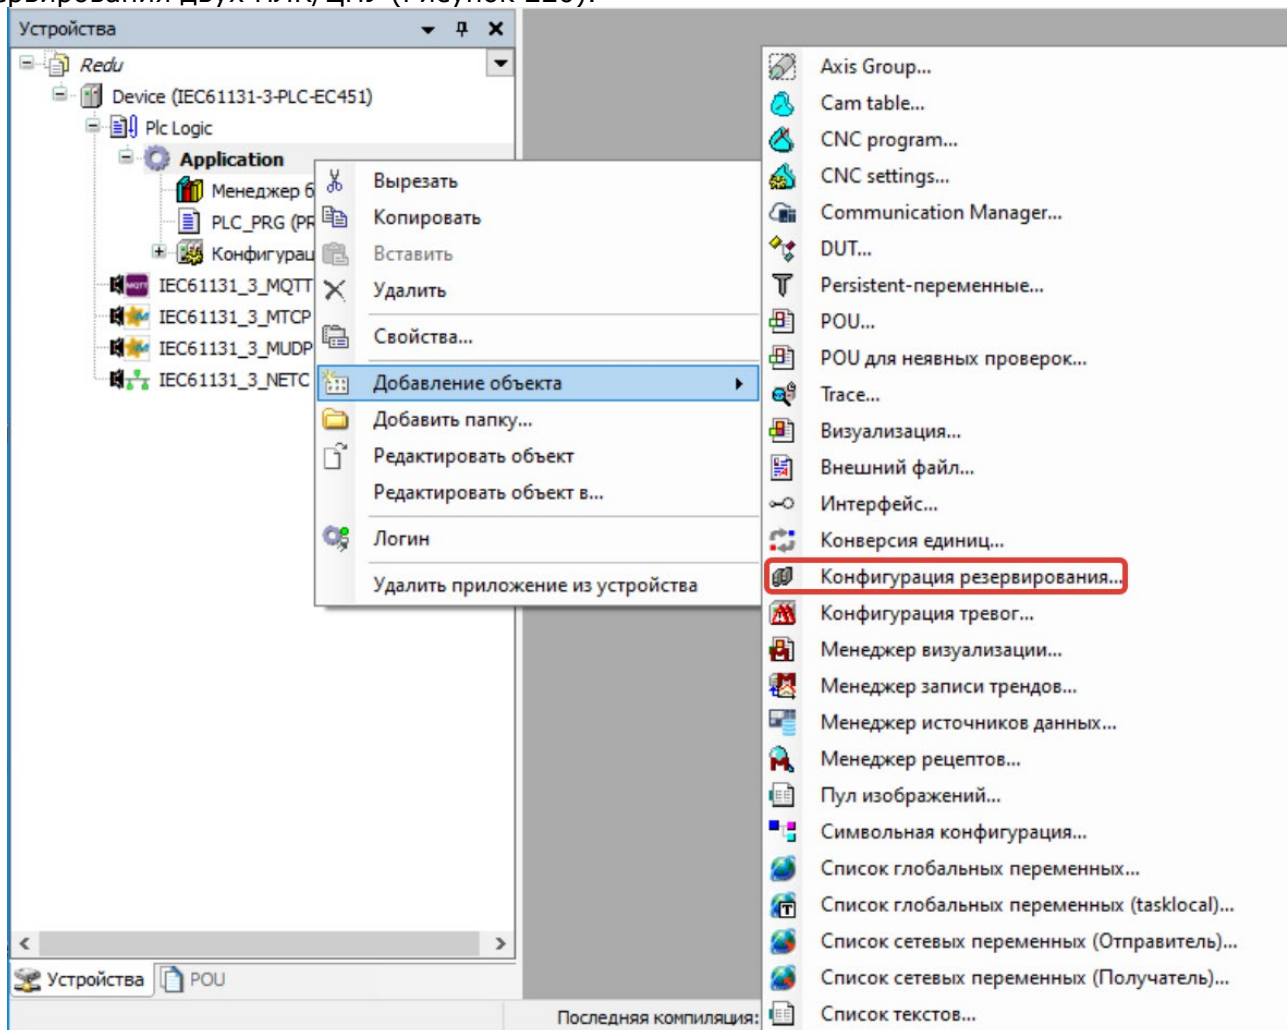 двух ПЛК/ЦПУ (Рисунок 226).
Устройства
Redu
Device (IEC61131-3-PLC-EC451)
Plc Logic
Application
Менеджер б
PLC_PRG (PR
Конфигурац
IEC61131_3_MQTT
IEC61131_3_MTCP
IEC61131_3_MUDP
IEC61131_3_NETC
Устройства
POU
Вырезать
Копировать
Вставить
Удалить
Свойства...
Добавление объекта
Добавить папку...
Редактировать объект
Редактировать объект в...
Логин
Удалить приложение из устройства
Axis Group...
Cam table...
CNC program...
CNC settings...
Communication Manager...
DUT...
Persistent-переменные...
POU...
POU для неявных проверок...
Trace...
Визуализация...
Внешний файл...
Интерфейс...
Конверсия единиц...
Конфигурация резервирования...
Конфигурация тревог...
Менеджер визуализации...
Менеджер записи трендов...
Менеджер источников данных...
Менеджер рецептов...
Пул изображений...
Символьная конфигурация...
Список глобальных переменных...
Список глобальных переменных (tasklocal)...
Список сетевых переменных (Отправитель)...
Список сетевых переменных (Получатель)...
Список текстов...
Последняя компиляция: